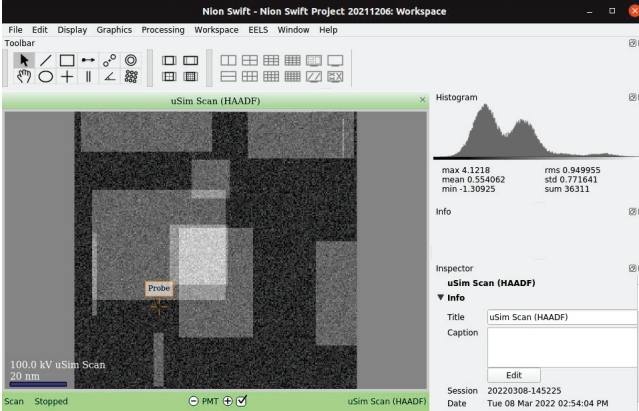 Nion Swift - Nion Swift Project 20211206: Workspace
File Edit Display Graphics Processing Workspace EELS Window Help
Toolbar
uSim Scan (HAADF)
Probe
100.0 kV uSim Scan
20 nm
Scan Stopped PMT uSim Scan (HAADF)
Histogram
max 4.1218 rms 0.949955
mean 0.554062 std 0.771641
min -1.30925 sum 36311
Info
Inspector
uSim Scan (HAADF)
Info
Title uSim Scan (HAADF)
Caption
Edit
Session 20220308-145225
Date Tue 08 Mar 2022 02:54:04 PM